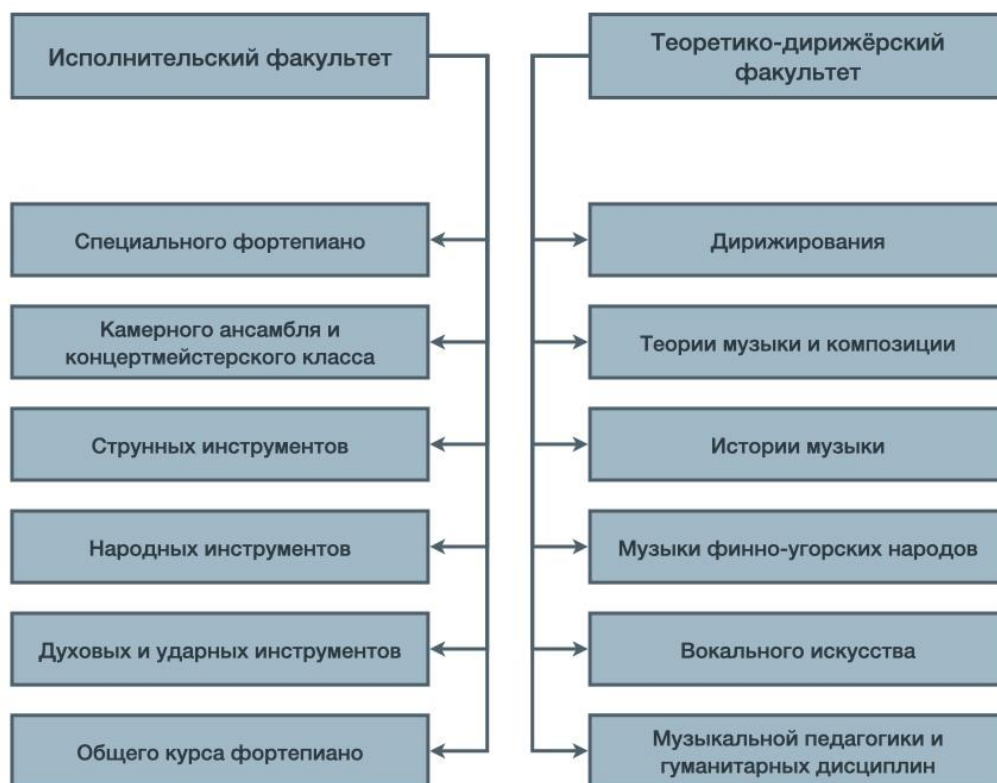 Исполнительский факультет
Специального фортепиано
Камерного ансамбля и
концертмейстерского класса
Струнных инструментов
Народных инструментов
Духовых и ударных инструментов
Общего курса фортепиано
Теоретико-дирижёрский
факультет
Дирижирования
Теории музыки и композиции
Истории музыки
Музыки финно-угорских народов
Вокального искусства
Музыкальной педагогики и
гуманитарных дисциплин